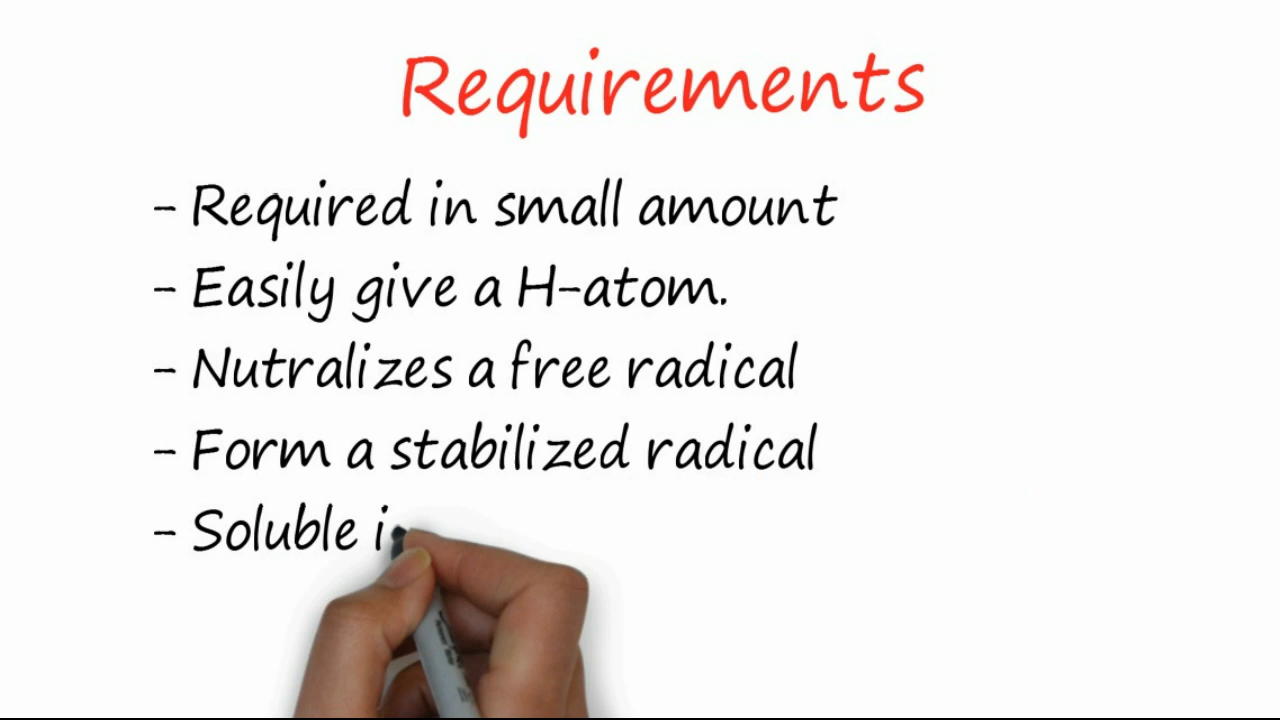 Requirements
- Required in small amount
- Easily give a H-atom.
- Nutralizes a free radical
- Form a stabilized radical
- Soluble i